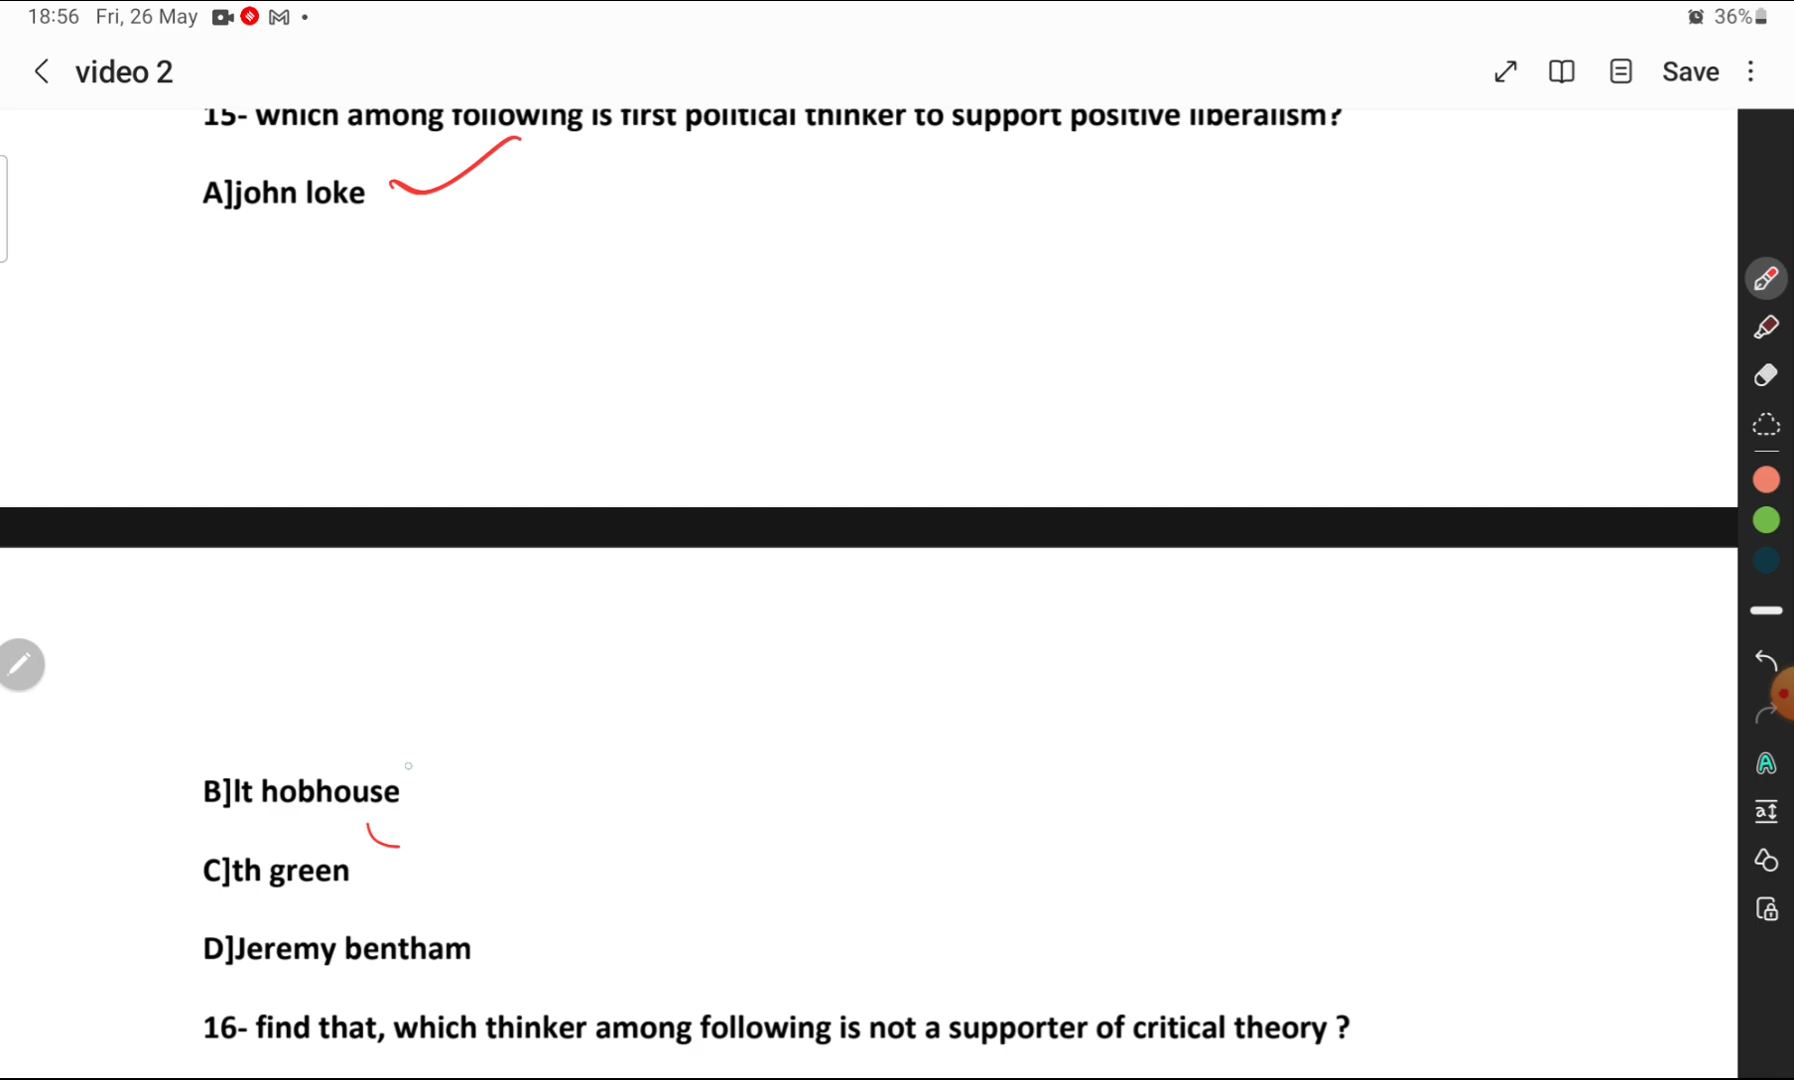 18:56 Fri, 26 May
36%
video 2
Save
15- which among following is first political thinker to support positive liberalism?
A]john loke
B]lt hobhouse
C]th green
D]Jeremy bentham
16- find that, which thinker among following is not a supporter of critical theory ?